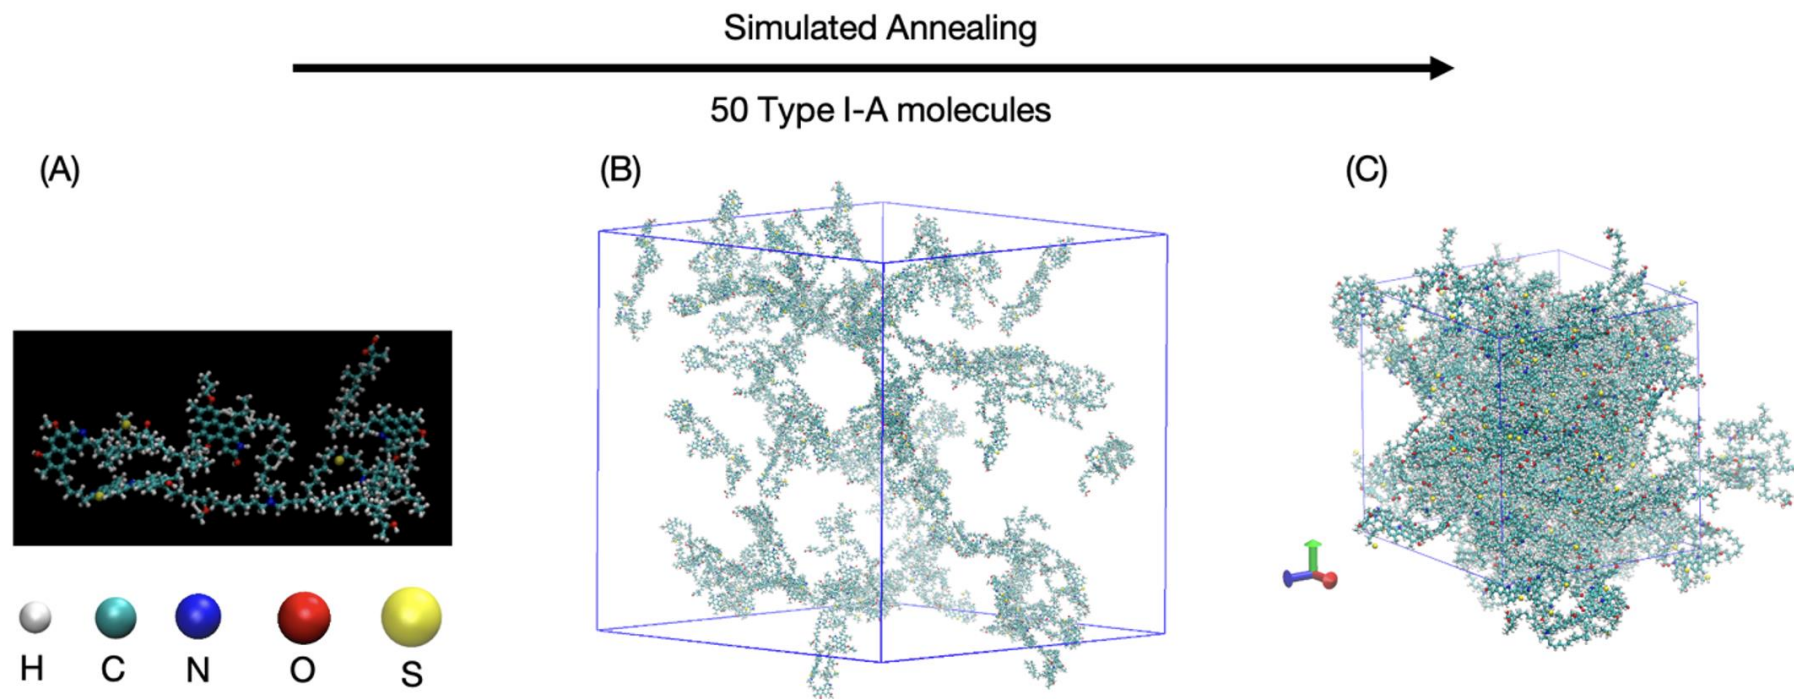 Simulated Annealing
50 Type I-A molecules
(A)
(B)
(C)
H C N O S